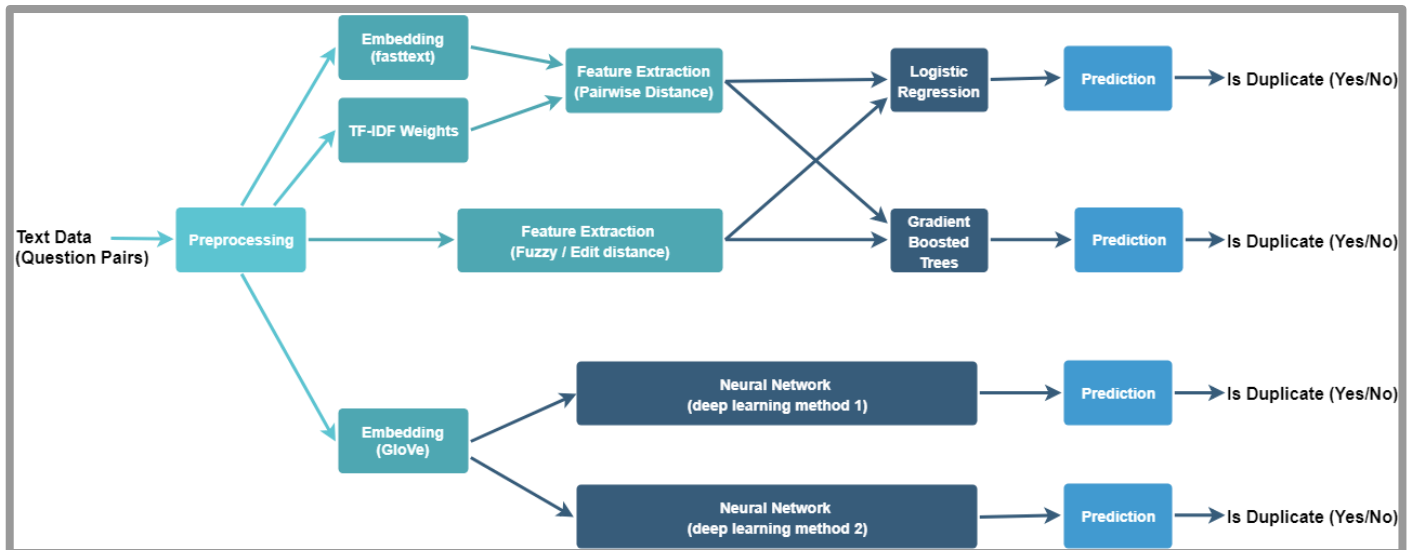 Text Data
(Question Pairs)
Preprocessing
Embedding
(fasttext)
TF-IDF Weights
Feature Extraction
(Pairwise Distance)
Feature Extraction
(Fuzzy / Edit distance)
Embedding
(GloVe)
Logistic
Regression
Gradient
Boosted
Trees
Neural Network
(deep learning method 1)
Neural Network
(deep learning method 2)
Prediction
Is Duplicate (Yes/No)
Prediction
Is Duplicate (Yes/No)
Prediction
Is Duplicate (Yes/No)
Prediction
Is Duplicate (Yes/No)